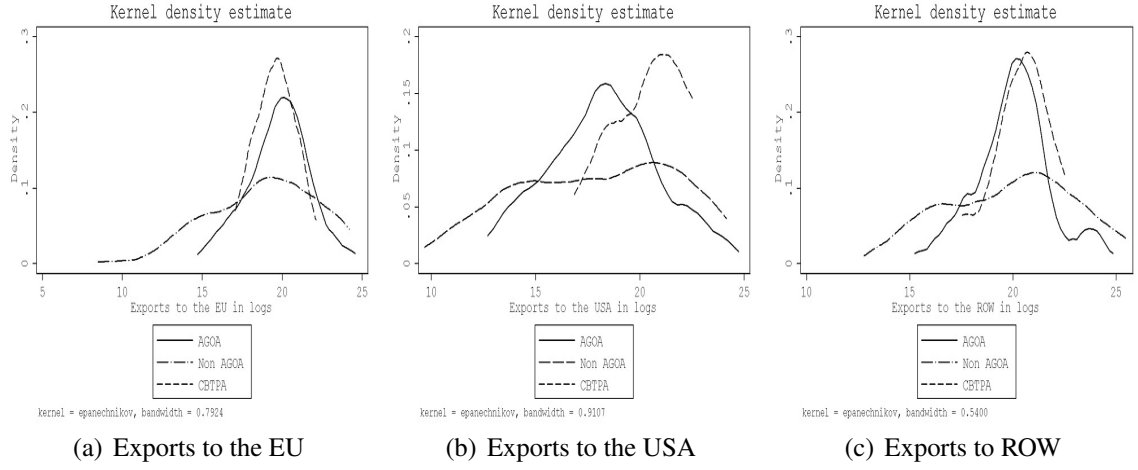 Kernel density estimate
Density
0
.1
.2
.3
5
10
15
20
25
Exports to the EU in logs
AGOA
Non AGOA
CBTPA
kernel = epanechnikov, bandwidth = 0.7924
(a) Exports to the EU
Kernel density estimate
Density
0
.05
.1
.15
.2
10
15
20
25
Exports to the USA in logs
AGOA
Non AGOA
CBTPA
kernel = epanechnikov, bandwidth = 0.9107
(b) Exports to the USA
Kernel density estimate
Density
0
.1
.2
.3
10
15
20
25
Exports to the ROW in logs
AGOA
Non AGOA
CBTPA
kernel = epanechnikov, bandwidth = 0.5400
(c) Exports to ROW